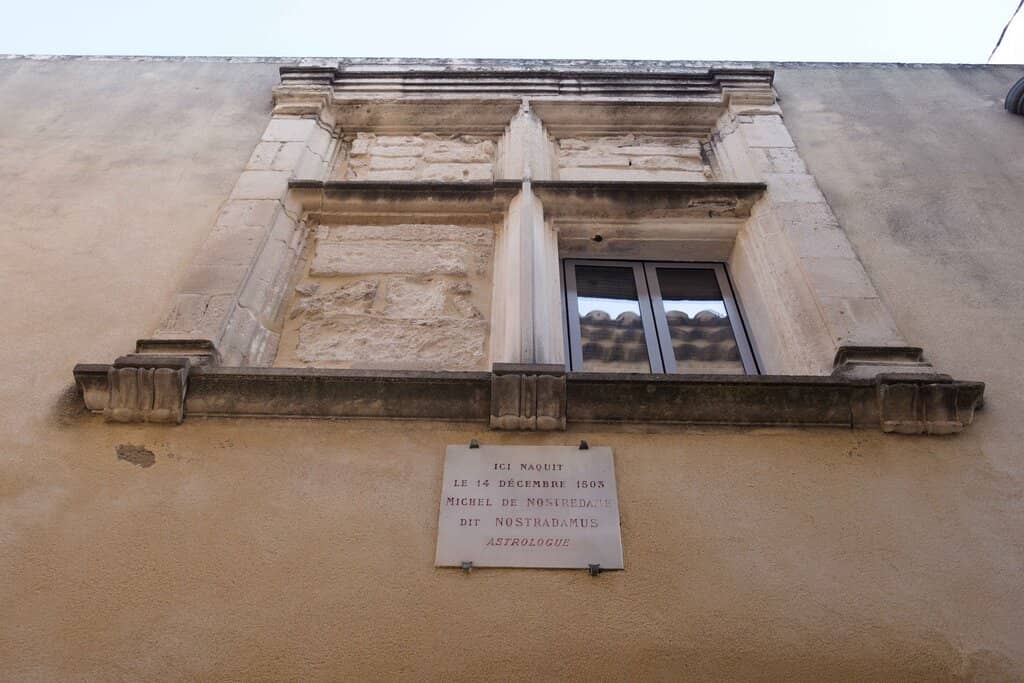 ICI NAQUIT
LE 14 DÉCEMBRE 1503
MICHEL DE NOSTREDAME
DIT NOSTRADAMUS
ASTROLOGUE